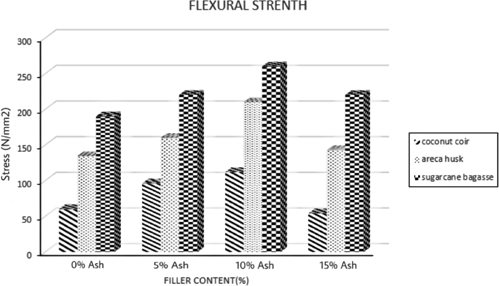 FLEXURAL STRENTH
300
250
200
150
100
50
0
Stress (N/mm2)
0% Ash
5% Ash
10% Ash
15% Ash
FILLER CONTENT(%)
coconut coir
areca husk
sugarcane bagasse